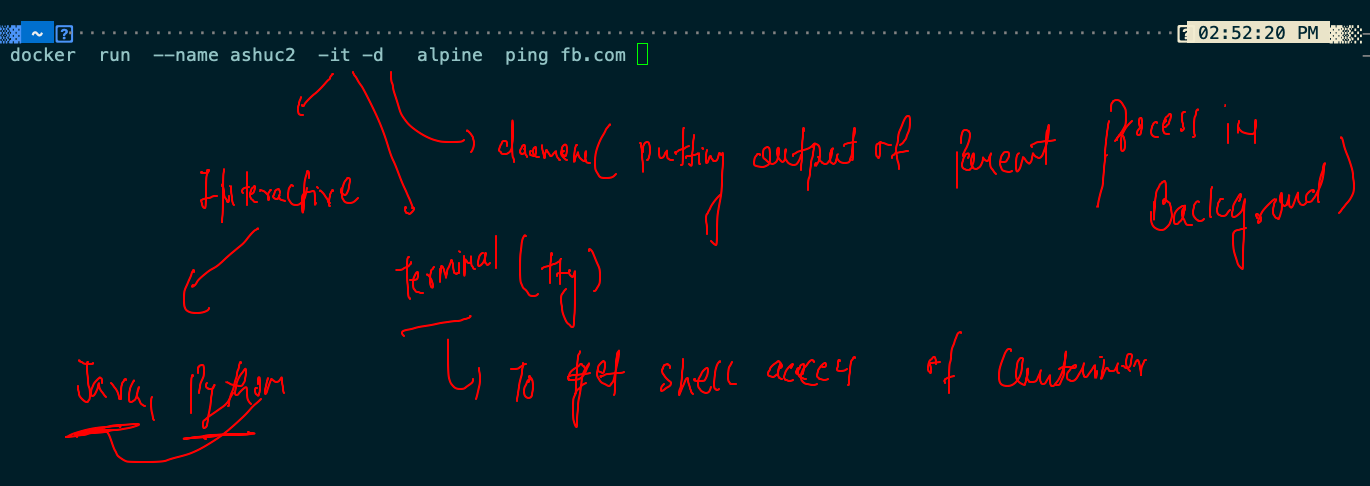 ~ 02:52:20 PM
docker run --name ashuc2 -it -d alpine ping fb.com
daemon( putting output of Parent Process in
Background)
Interactive
terminal (tty)
Java, Python
To get shell access of Container